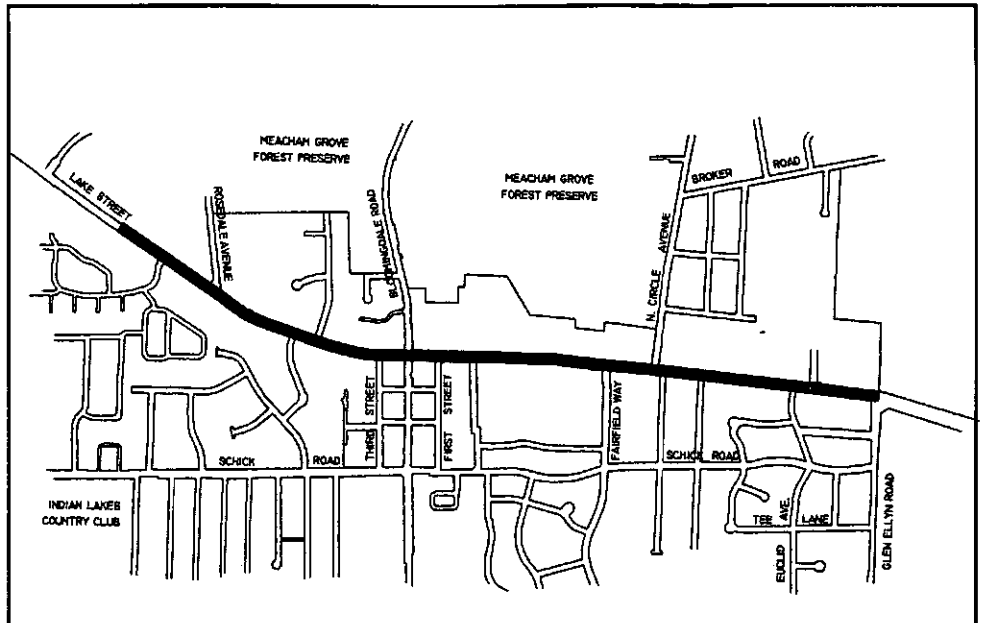 MEACHAM GROVE
FOREST PRESERVE
MEACHAM GROVE
FOREST PRESERVE
LAKE STREET
ROSEDALE AVENUE
BLOOMINGDALE ROAD
N. CIRCLE AVENUE
BROKER ROAD
THIRD STREET
FIRST STREET
FAIRFIELD WAY
SCHICK ROAD
SCHICK ROAD
INDIAN LAKES
COUNTRY CLUB
TEE LANE
EUCLID AVE.
GLEN ELLYN ROAD